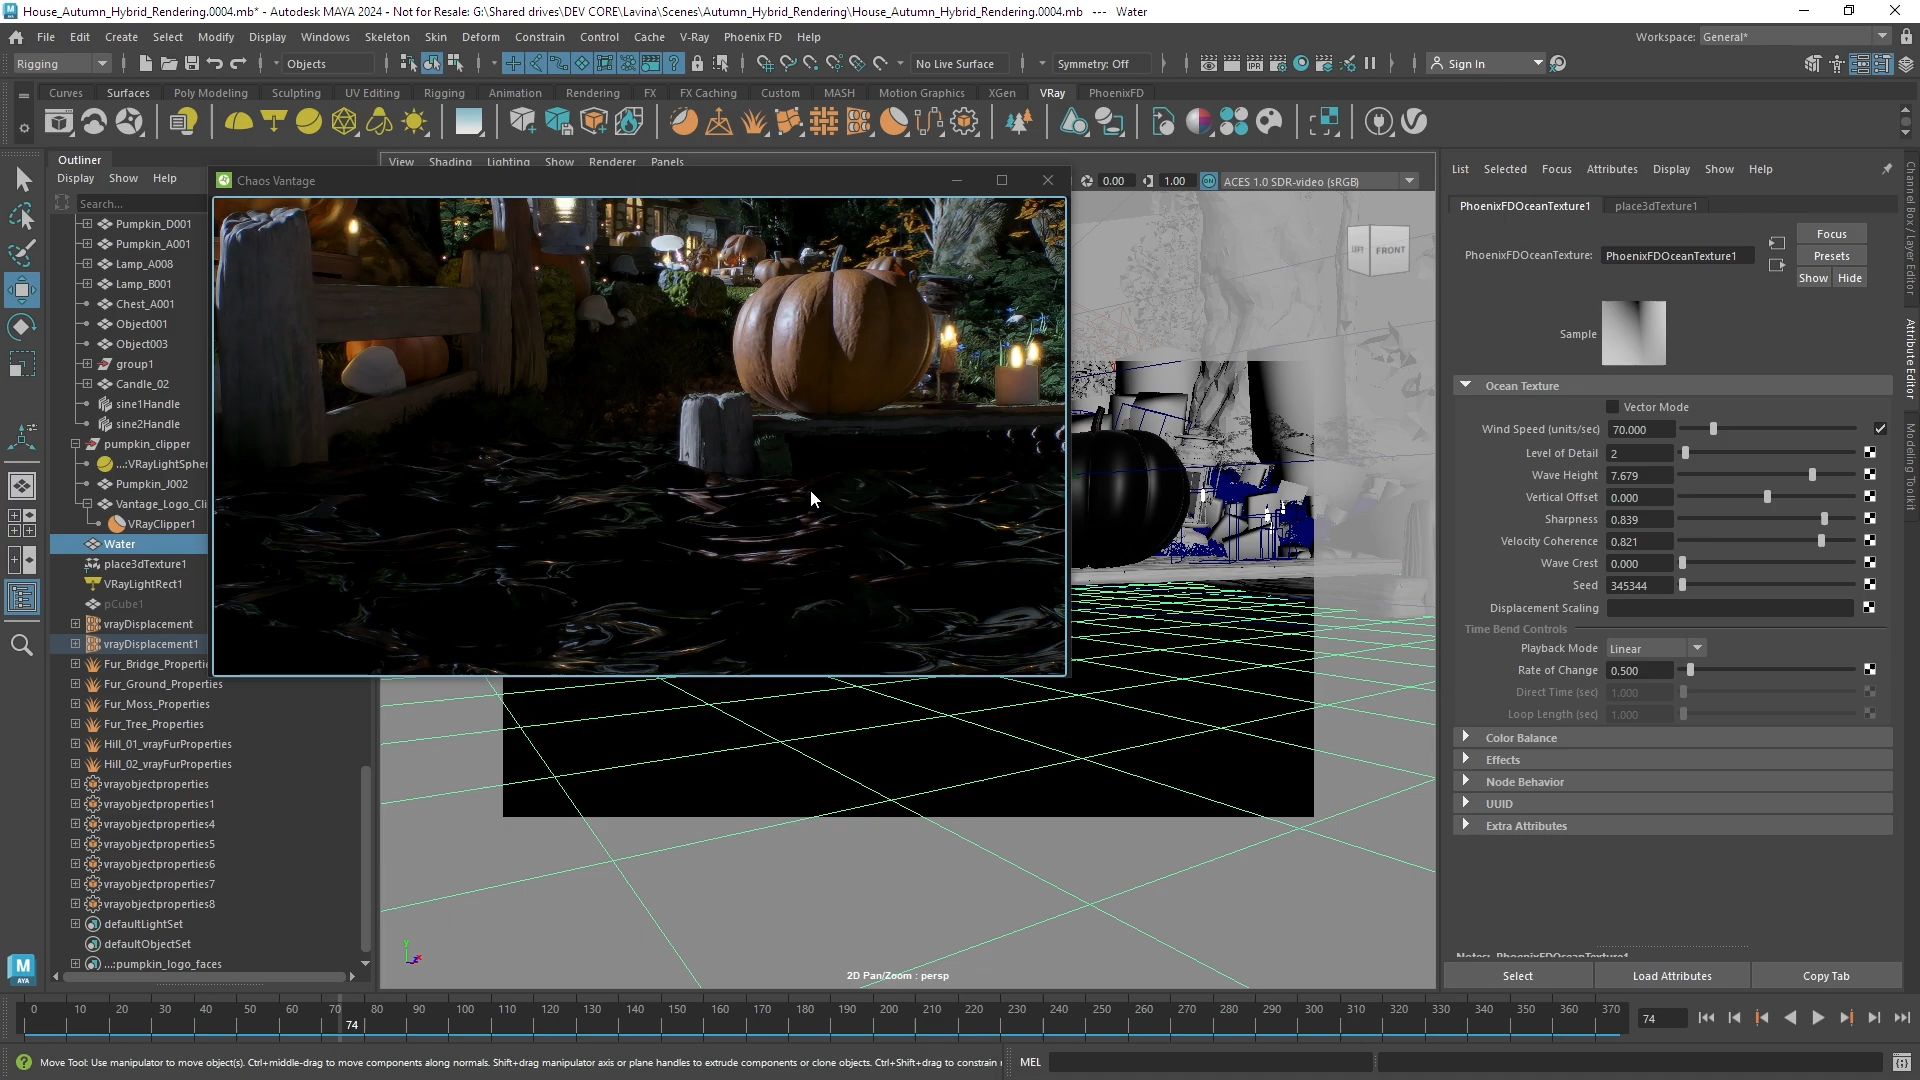 House_Autumn_Hybrid_Rendering.0004.mb* - Autodesk MAYA 2024 - Not for Resale: G:\Shared drives\DEV CORE\Lavina\Scenes\Autumn_Hybrid_Rendering\House_Autumn_Hybrid_Rendering.0004.mb --- Water
File Edit Create Select Modify Display Windows Skeleton Skin Deform Constrain Control Cache V-Ray Phoenix FD Help
Workspace: General*
Rigging Objects No Live Surface Symmetry: Off Sign In
Curves Surfaces Poly Modeling Sculpting UV Editing Rigging Animation Rendering FX FX Caching Custom MASH Motion Graphics XGen VRay PhoenixFD
Outliner
Display Show Help
Search...
Pumpkin_D001
Pumpkin_A001
Lamp_A008
Lamp_B001
Chest_A001
Object001
Object003
group1
Candle_02
sine1Handle
sine2Handle
pumpkin_clipper
...:VRayLightSpher
Pumpkin_J002
Vantage_Logo_Cli
VRayClipper1
Water
place3dTexture1
VRayLightRect1
pCube1
vrayDisplacement
vrayDisplacement1
Fur_Bridge_Properti
Fur_Ground_Properties
Fur_Moss_Properties
Fur_Tree_Properties
Hill_01_vrayFurProperties
Hill_02_vrayFurProperties
vrayobjectproperties
vrayobjectproperties1
vrayobjectproperties4
vrayobjectproperties5
vrayobjectproperties6
vrayobjectproperties7
vrayobjectproperties8
defaultLightSet
defaultObjectSet
...:pumpkin_logo_faces
View Shading Lighting Show Renderer Panels
Chaos Vantage
0.00 1.00 ON ACES 1.0 SDR-video (sRGB)
FRONT
2D Pan/Zoom : persp
List Selected Focus Attributes Display Show Help
PhoenixFDOceanTexture1 place3dTexture1
PhoenixFDOceanTexture: PhoenixFDOceanTexture1
Focus
Presets
Show Hide
Sample
Ocean Texture
Vector Mode
Wind Speed (units/sec) 70.000
Level of Detail 2
Wave Height 7.679
Vertical Offset 0.000
Sharpness 0.839
Velocity Coherence 0.821
Wave Crest 0.000
Seed 345344
Displacement Scaling
Time Bend Controls
Playback Mode Linear
Rate of Change 0.500
Direct Time (sec) 1.000
Loop Length (sec) 1.000
Color Balance
Effects
Node Behavior
UUID
Extra Attributes
Notes: PhoenixFDOceanTexture1
Select Load Attributes Copy Tab
Channel Box / Layer Editor
Attribute Editor
Modeling Toolkit
0 10 20 30 40 50 60 70 80 90 100 110 120 130 140 150 160 170 180 190 200 210 220 230 240 250 260 270 280 290 300 310 320 330 340 350 360 370
74
74
M
AYA
Move Tool: Use manipulator to move object(s). Ctrl+middle-drag to move components along normals. Shift+drag manipulator axis or plane handles to extrude components or clone objects. Ctrl+Shift+drag to constrain
MEL